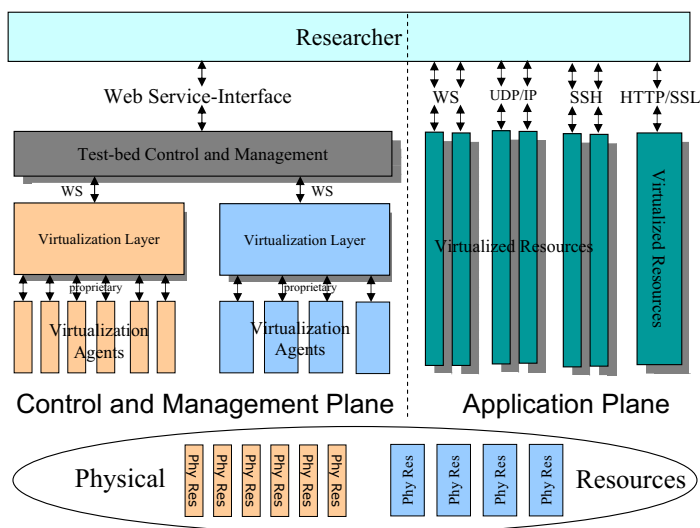 Researcher
Web Service-Interface
WS
UDP/IP
SSH
HTTP/SSL
Test-bed Control and Management
WS
WS
Virtualization Layer
Virtualization Layer
proprietary
proprietary
Virtualization
Agents
Virtualization
Agents
Virtualized Resources
Virtualized Resources
Control and Management Plane
Application Plane
Physical
Phy Res
Phy Res
Phy Res
Phy Res
Phy Res
Phy Res
Phy Res
Phy Res
Phy Res
Phy Res
Resources